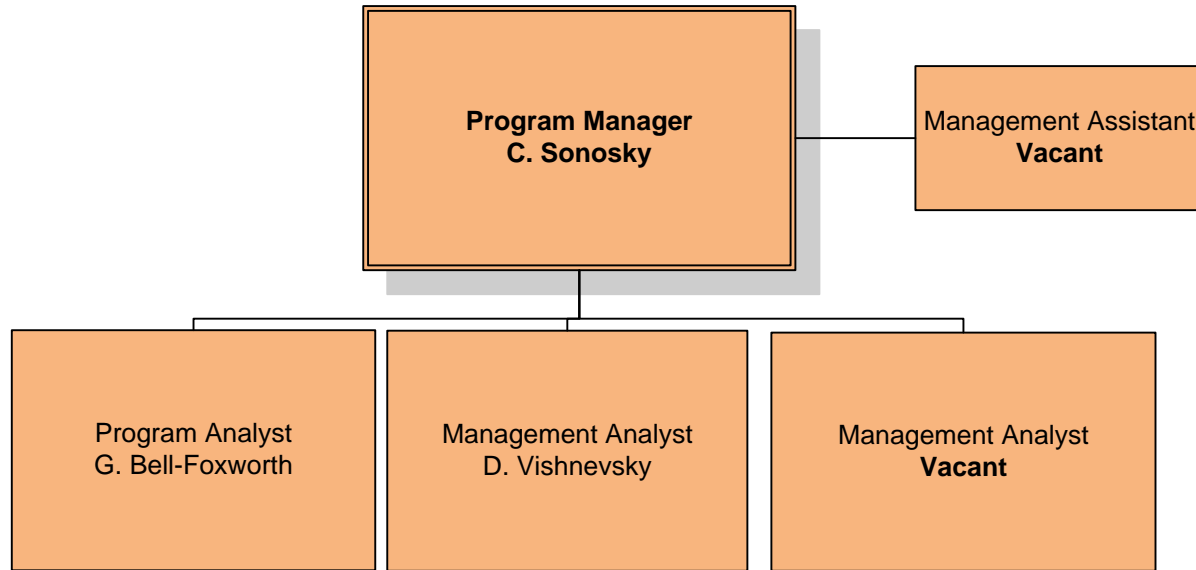 Program Manager
C. Sonosky
Management Assistant
Vacant
Program Analyst
G. Bell-Foxworth
Management Analyst
D. Vishnevsky
Management Analyst
Vacant